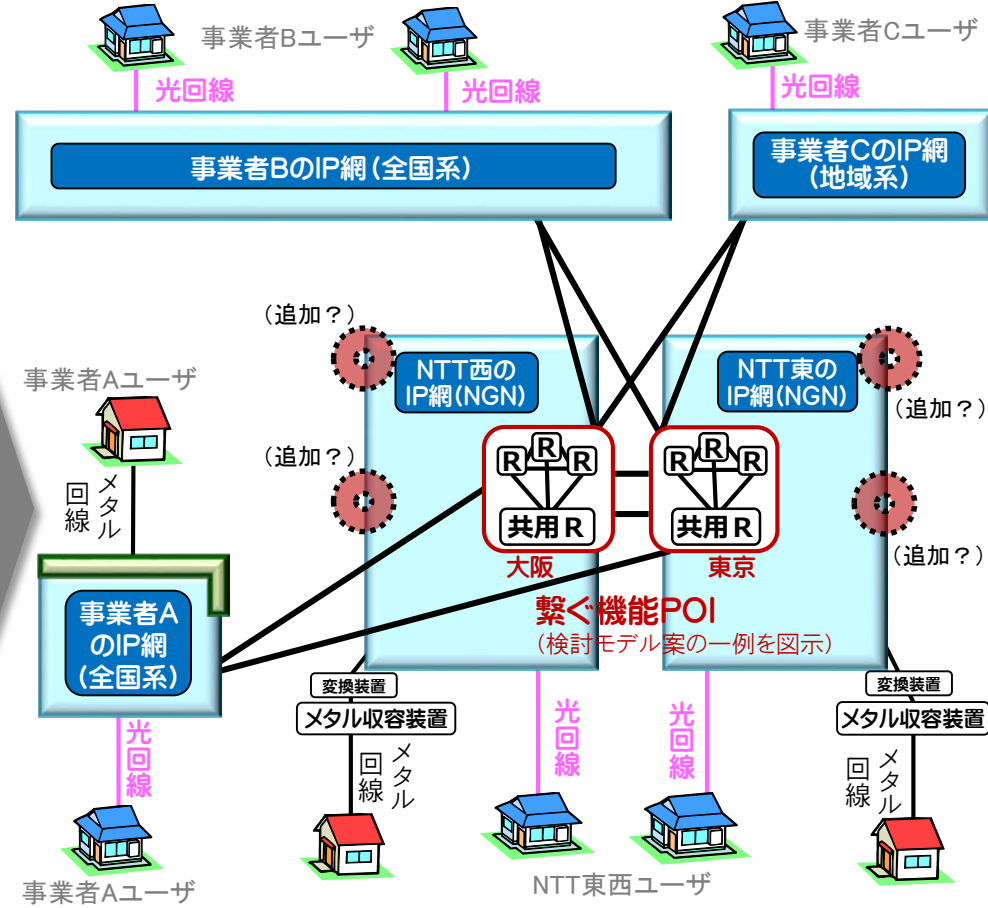 事業者Bユーザ
事業者Cユーザ
光回線
光回線
光回線
事業者BのIP網(全国系)
事業者CのIP網
(地域系)
(追加？)
NTT西の
IP網(NGN)
NTT東の
IP網(NGN)
(追加？)
事業者Aユーザ
(追加？)
メタル
回線
R
R
R
共用R
大阪
R
R
R
共用R
東京
(追加？)
事業者A
のIP網
(全国系)
繋ぐ機能POI
(検討モデル案の一例を図示)
変換装置
メタル収容装置
変換装置
メタル収容装置
光回線
メタル
回線
光回線
光回線
メタル
回線
事業者Aユーザ
NTT東西ユーザ